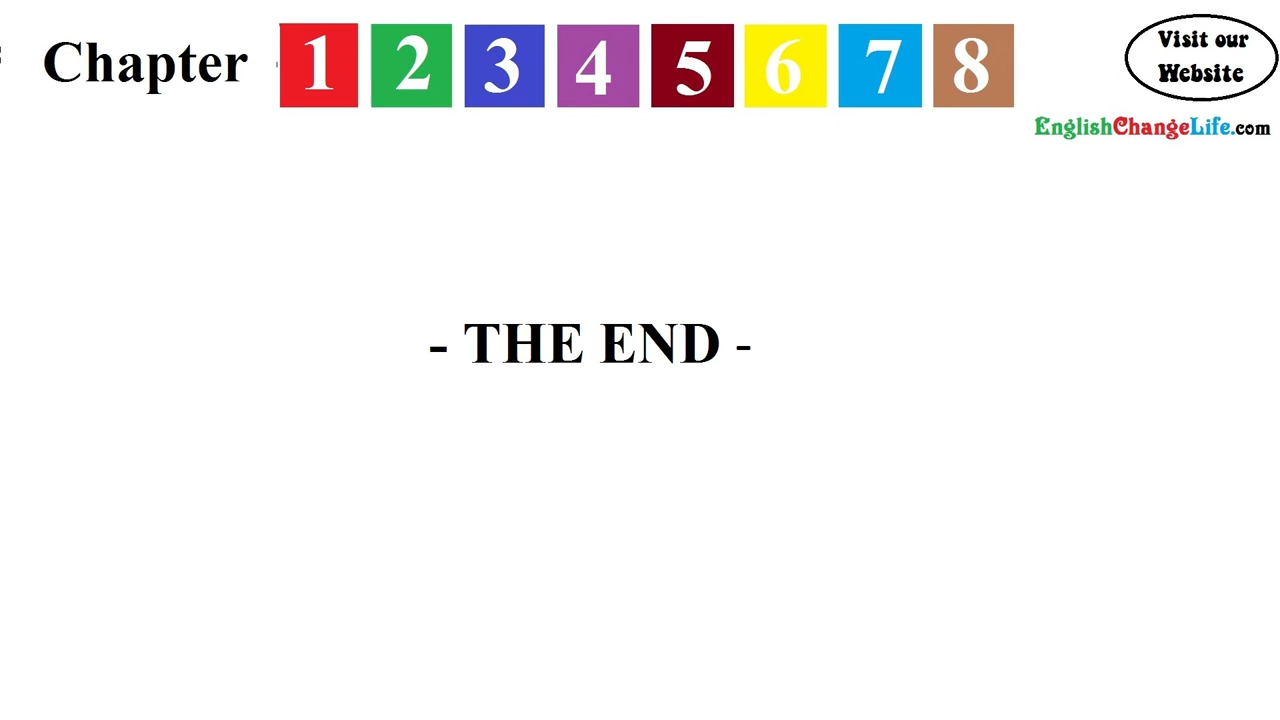 Chapter 1 2 3 4 5 6 7 8
Visit our
Website
EnglishChangeLife.com
- THE END -